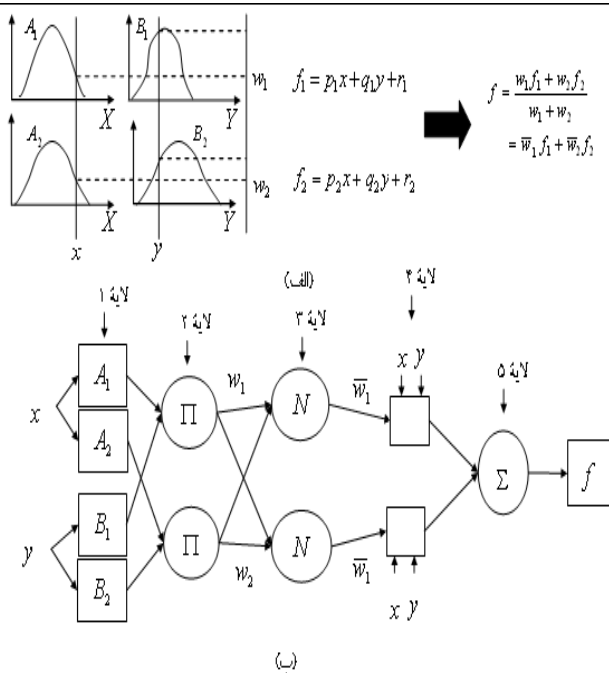 A₁
B₁
w₁
f₁ = p₁x + q₁y + r₁
f = (w₁f₁ + w₂f₂) / (w₁ + w₂)
= w̅₁f₁ + w̅₂f₂
X
Y
A₂
B₂
w₂
f₂ = p₂x + q₂y + r₂
X
Y
x
y
(الف)
لایه ۱
لایه ۲
لایه ۳
لایه ۴
لایه ۵
x y
A₁
A₂
x
Π
w₁
N
w̅₁
B₁
B₂
y
Π
w₂
N
w̅₁
x y
Σ
f
(ب)